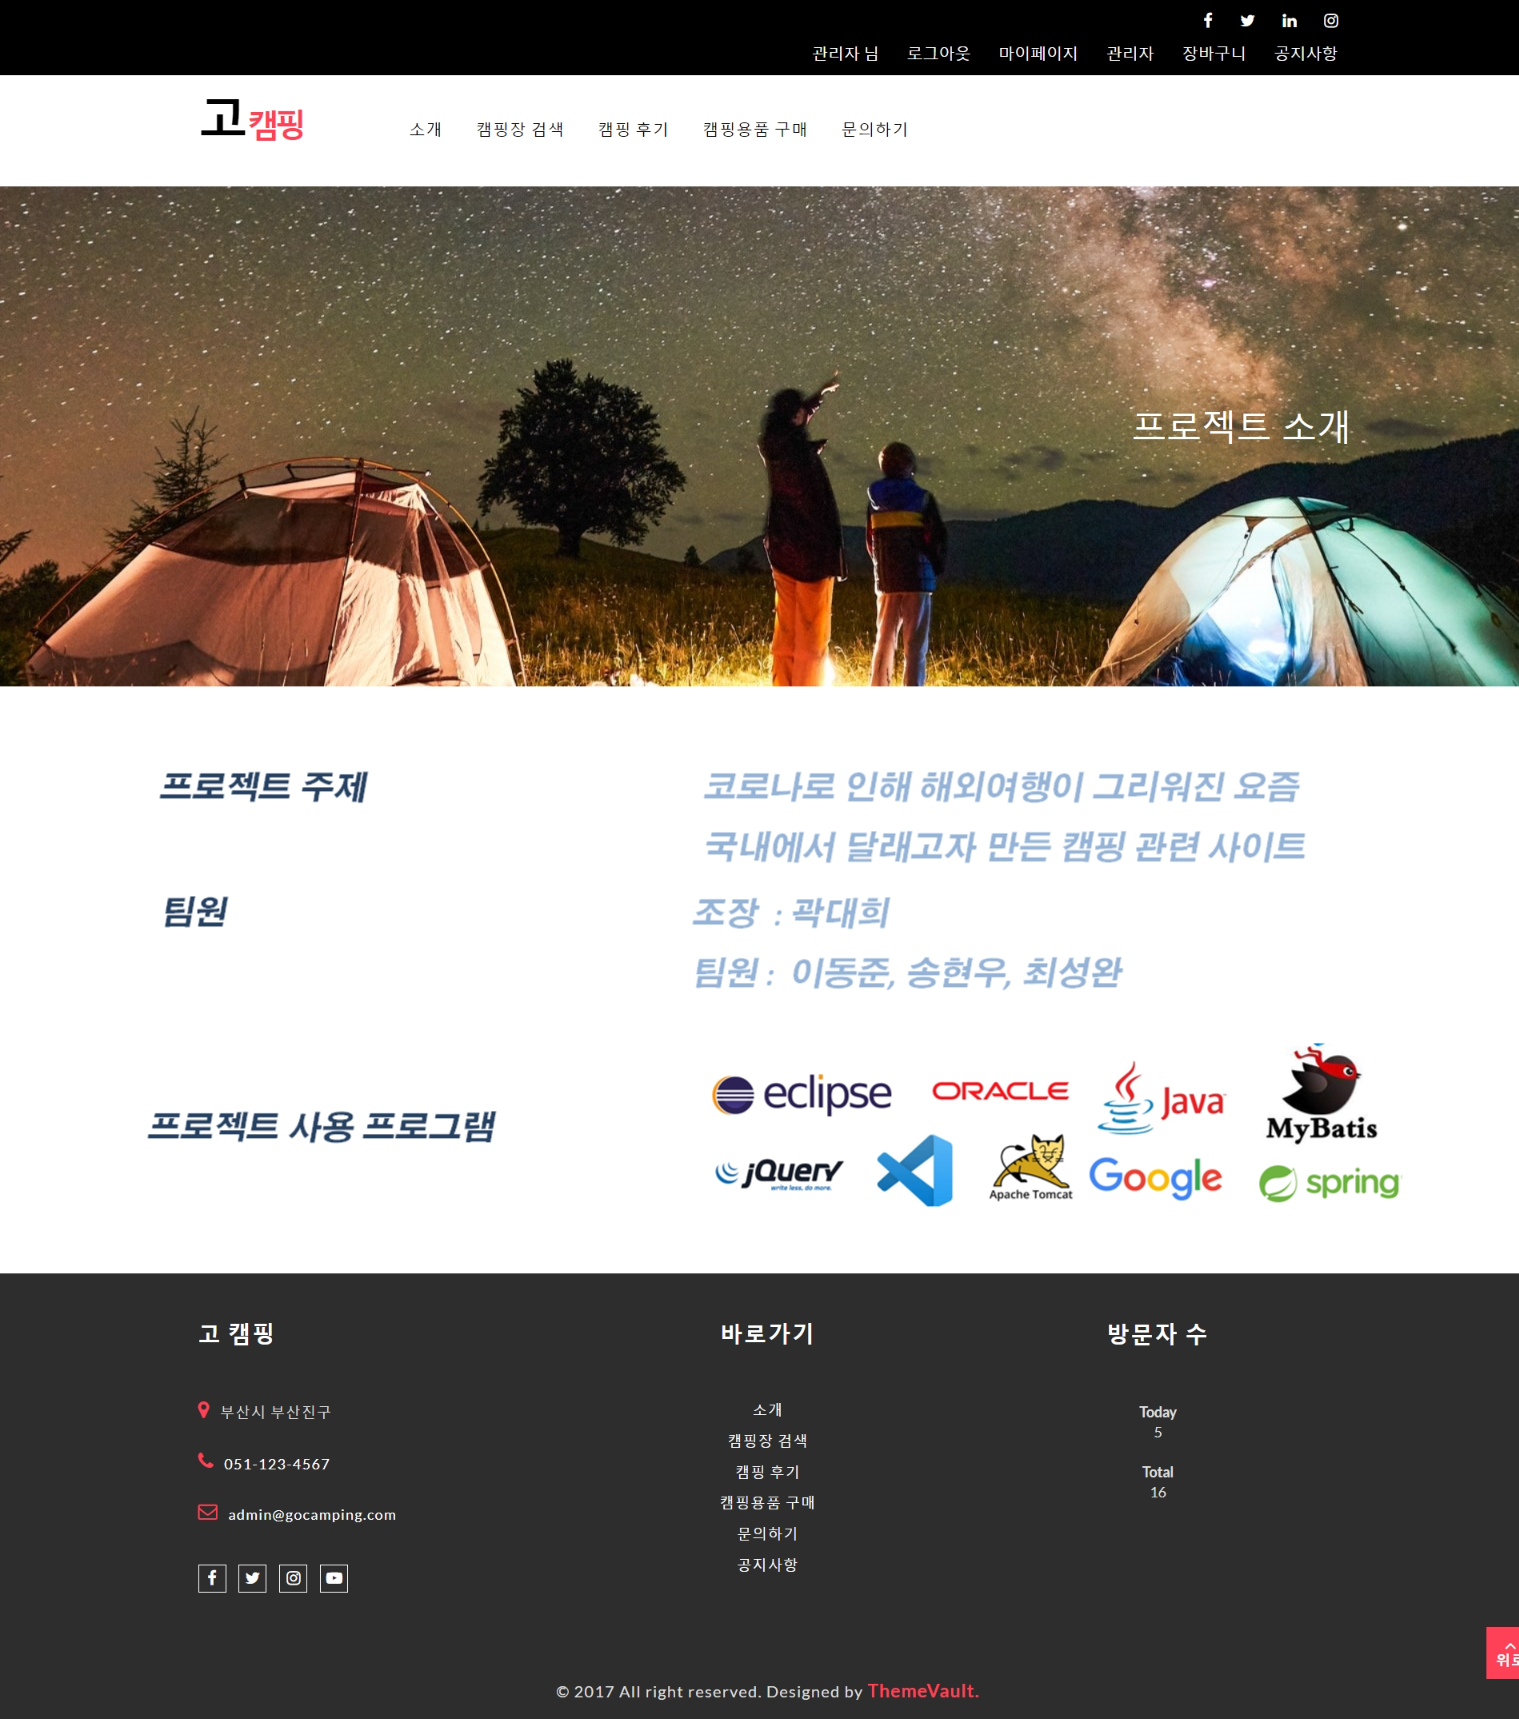 관리자 님 로그아웃 마이페이지 관리자 장바구니 공지사항
고캠핑 소개 캠핑장 검색 캠핑 후기 캠핑용품 구매 문의하기
프로젝트 소개
프로젝트 주제
코로나로 인해 해외여행이 그리워진 요즘
국내에서 달래고자 만든 캠핑 관련 사이트
팀원
조장 : 곽대희
팀원 : 이동준, 송현우, 최성완
프로젝트 사용 프로그램
eclipse ORACLE Java MyBatis
jQuery write less, do more. Apache Tomcat Google spring
고 캠핑
부산시 부산진구
051-123-4567
admin@gocamping.com
바로가기
소개
캠핑장 검색
캠핑 후기
캠핑용품 구매
문의하기
공지사항
방문자 수
Today
5
Total
16
위로
© 2017 All right reserved. Designed by ThemeVault.